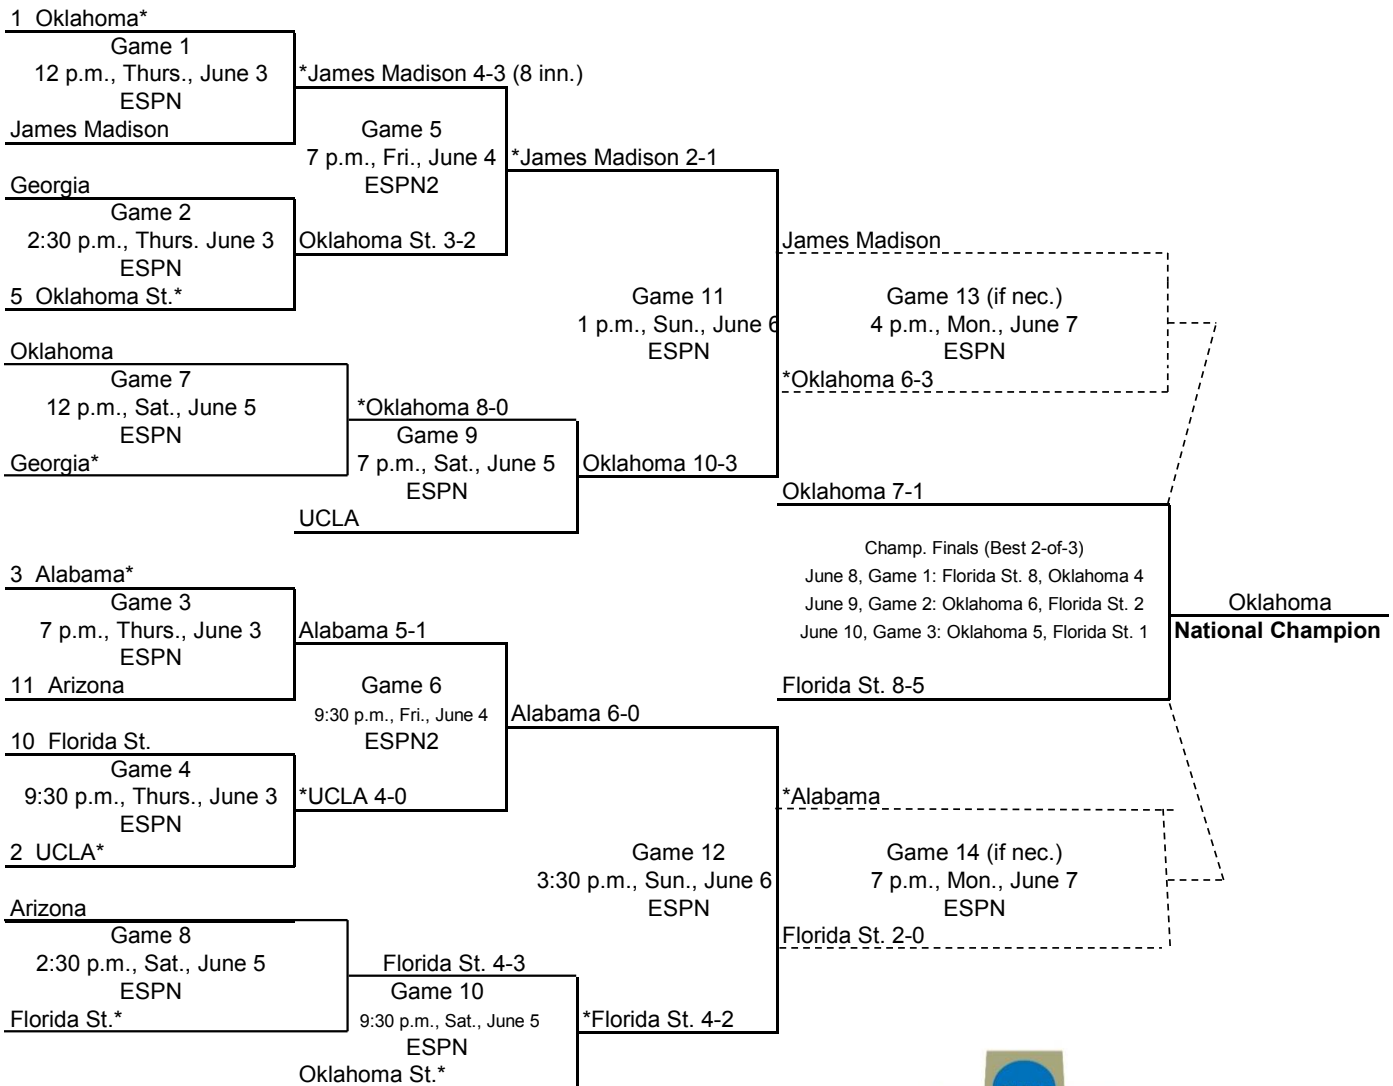 1 Oklahoma*
Game 1
12 p.m., Thurs., June 3
ESPN
James Madison
*James Madison 4-3 (8 inn.)
Game 5
7 p.m., Fri., June 4
ESPN2
Georgia
Game 2
2:30 p.m., Thurs. June 3
ESPN
5 Oklahoma St.*
Oklahoma St. 3-2
*James Madison 2-1
Oklahoma
Game 7
12 p.m., Sat., June 5
ESPN
Georgia*
*Oklahoma 8-0
Game 9
7 p.m., Sat., June 5
ESPN
UCLA
Oklahoma 10-3
Game 11
1 p.m., Sun., June 6
ESPN
James Madison
Game 13 (if nec.)
4 p.m., Mon., June 7
ESPN
*Oklahoma 6-3
Oklahoma 7-1
Champ. Finals (Best 2-of-3)
June 8, Game 1: Florida St. 8, Oklahoma 4
June 9, Game 2: Oklahoma 6, Florida St. 2
June 10, Game 3: Oklahoma 5, Florida St. 1
Florida St. 8-5
Oklahoma
National Champion
3 Alabama*
Game 3
7 p.m., Thurs., June 3
ESPN
11 Arizona
Alabama 5-1
Game 6
9:30 p.m., Fri., June 4
ESPN2
10 Florida St.
Game 4
9:30 p.m., Thurs., June 3
ESPN
2 UCLA*
*UCLA 4-0
Alabama 6-0
Arizona
Game 8
2:30 p.m., Sat., June 5
ESPN
Florida St.*
Florida St. 4-3
Game 10
9:30 p.m., Sat., June 5
ESPN
Oklahoma St.*
*Florida St. 4-2
Game 12
3:30 p.m., Sun., June 6
ESPN
*Alabama
Game 14 (if nec.)
7 p.m., Mon., June 7
ESPN
Florida St. 2-0